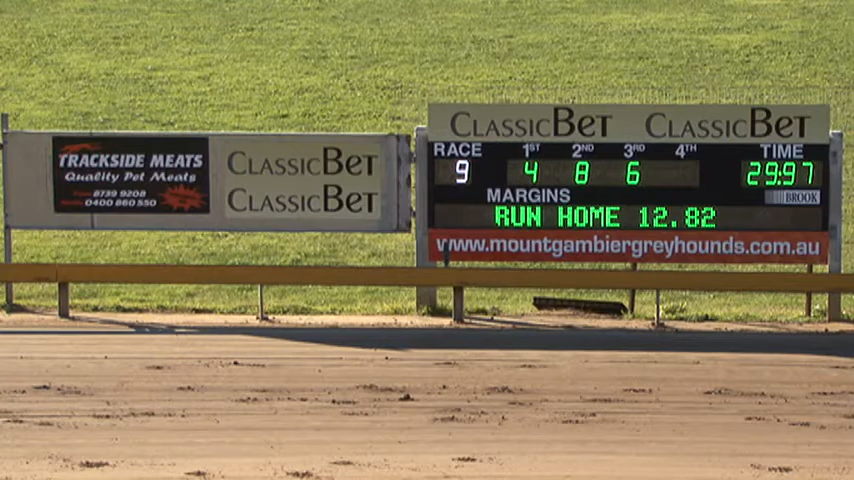 TRACKSIDE MEATS
Quality Pet Meats
8739 9208
0400 860 550
CLASSICBET
CLASSICBET
CLASSICBET CLASSICBET
RACE 1ST 2ND 3RD 4TH TIME
9 4 8 6 29.97
MARGINS BROOK
RUN HOME 12.82
www.mountgambiergreyhounds.com.au